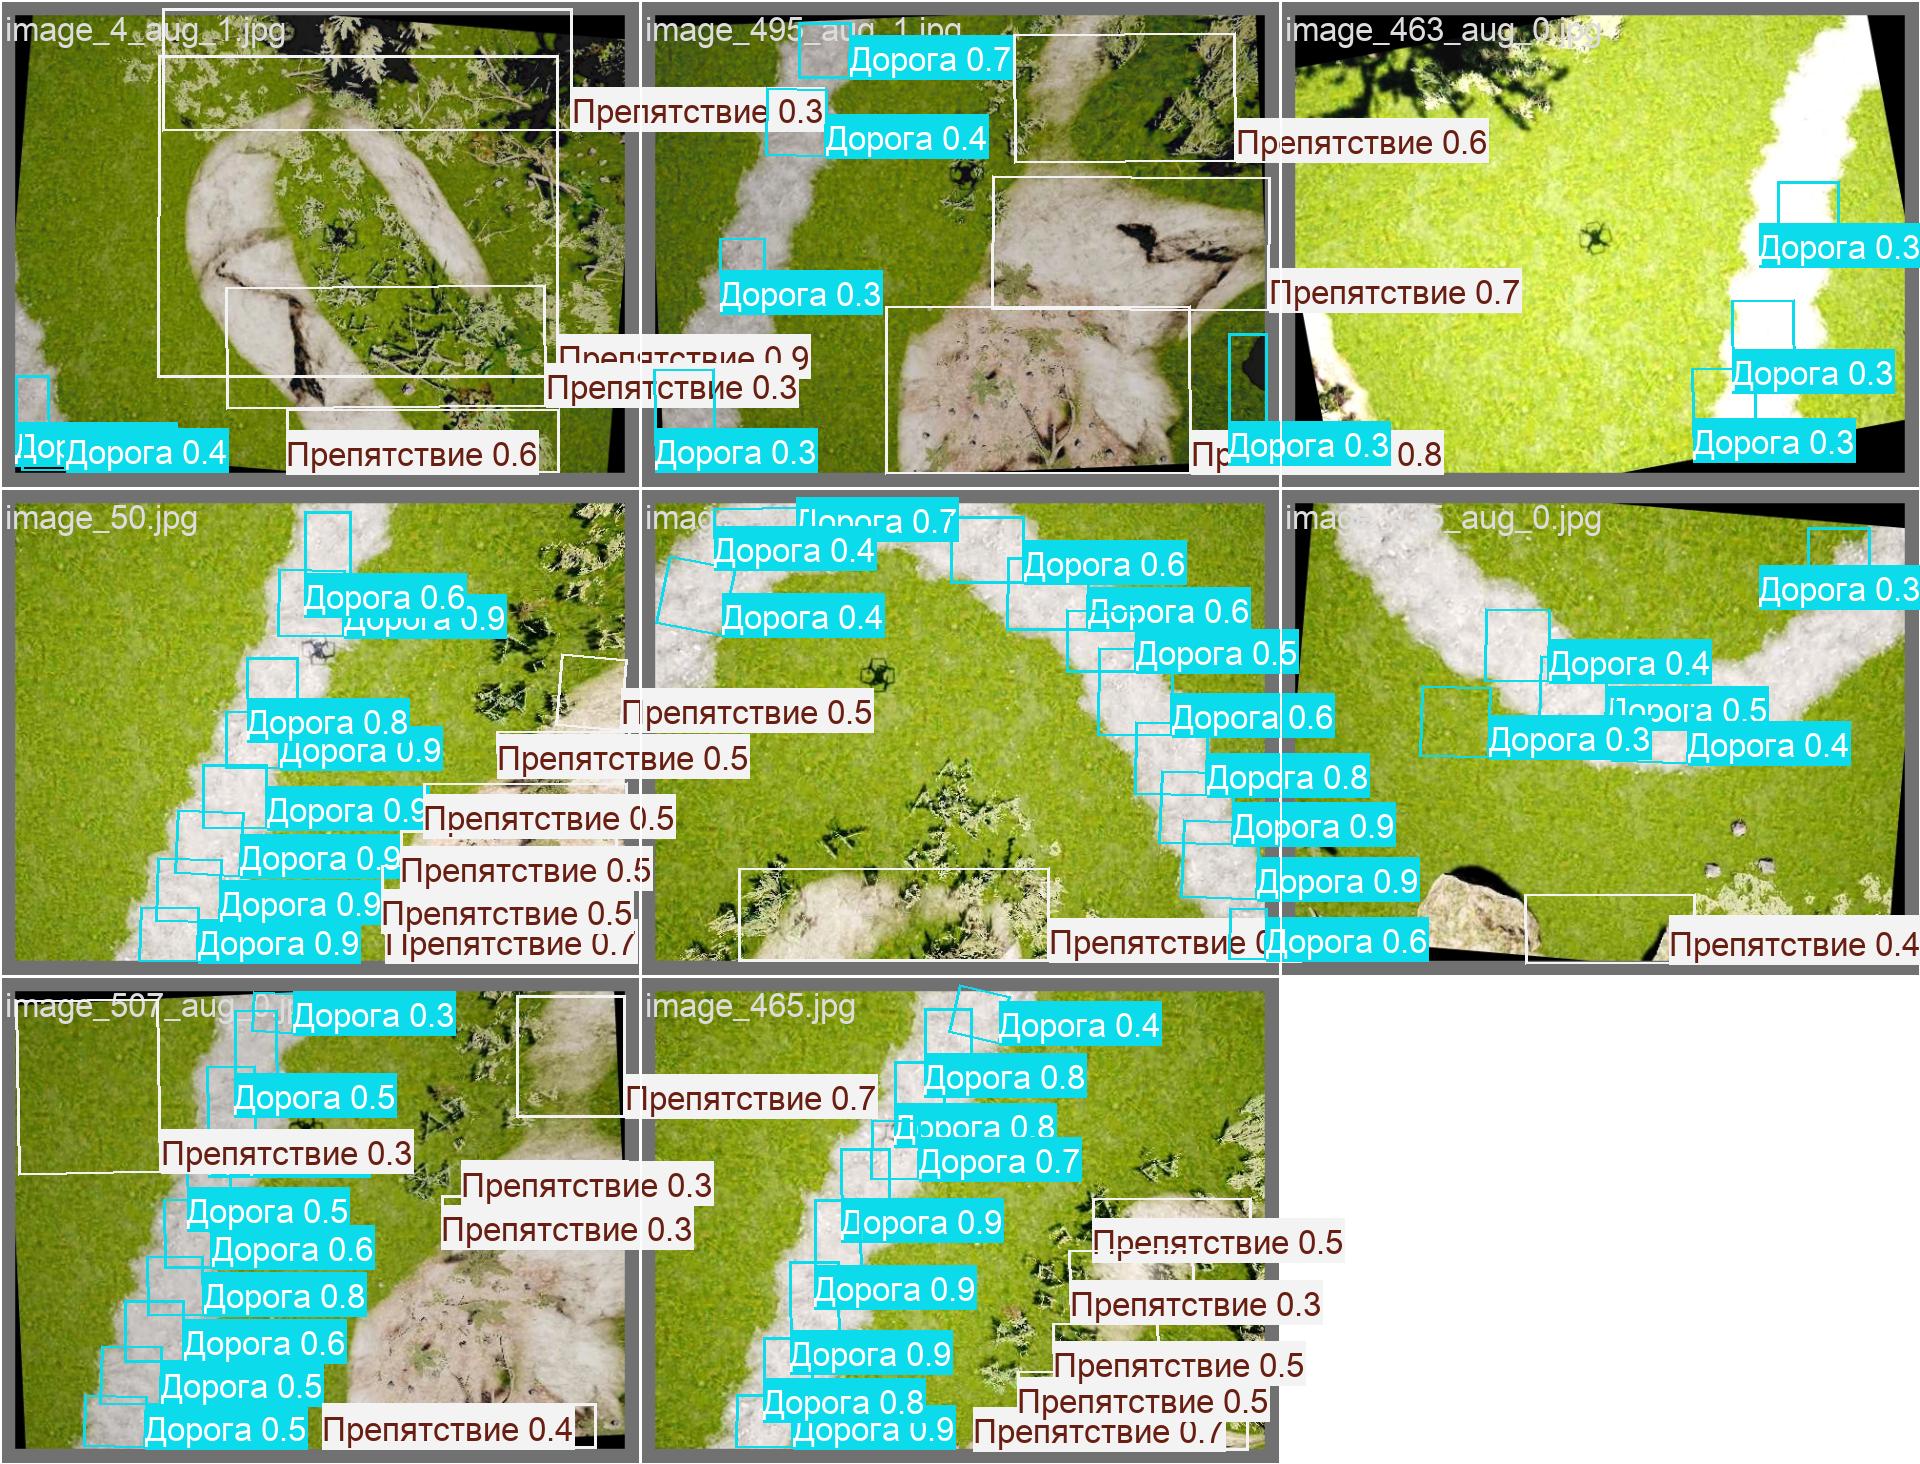 image_4_aug_1.jpg
Препятствие 0.3
Препятствие 0.9
Препятствие 0.3
Дорога 0.4
Препятствие 0.6
image_495_aug_1.jpg
Дорога 0.7
Дорога 0.4
Препятствие 0.6
Дорога 0.3
Препятствие 0.7
Дорога 0.3
Дорога 0.3
0.8
image_463_aug_0.jpg
Дорога 0.3
Дорога 0.3
Дорога 0.3
image_50.jpg
Дорога 0.6
Дорога 0.9
Препятствие 0.5
Дорога 0.8
Дорога 0.9
Препятствие 0.5
Дорога 0.9
Препятствие 0.5
Дорога 0.9
Препятствие 0.5
Дорога 0.9
Препятствие 0.5
Дорога 0.9
Препятствие 0.7
Дорога 0.7
Дорога 0.4
Дорога 0.6
Дорога 0.4
Дорога 0.6
Дорога 0.5
Дорога 0.6
Дорога 0.8
Дорога 0.9
Дорога 0.9
Препятствие
Дорога 0.6
_aug_0.jpg
Дорога 0.3
Дорога 0.4
Дорога 0.5
Дорога 0.3
Дорога 0.4
Препятствие 0.4
image_507_aug_0.j
Дорога 0.3
Дорога 0.5
Препятствие 0.7
Препятствие 0.3
Препятствие 0.3
Дорога 0.5
Препятствие 0.3
Дорога 0.6
Дорога 0.8
Дорога 0.6
Дорога 0.5
Дорога 0.5
Препятствие 0.4
image_465.jpg
Дорога 0.4
Дорога 0.8
Дорога 0.8
Дорога 0.7
Дорога 0.9
Препятствие 0.5
Дорога 0.9
Препятствие 0.3
Дорога 0.9
Препятствие 0.5
Дорога 0.8
Препятствие 0.5
Дорога 0.9
Препятствие 0.7